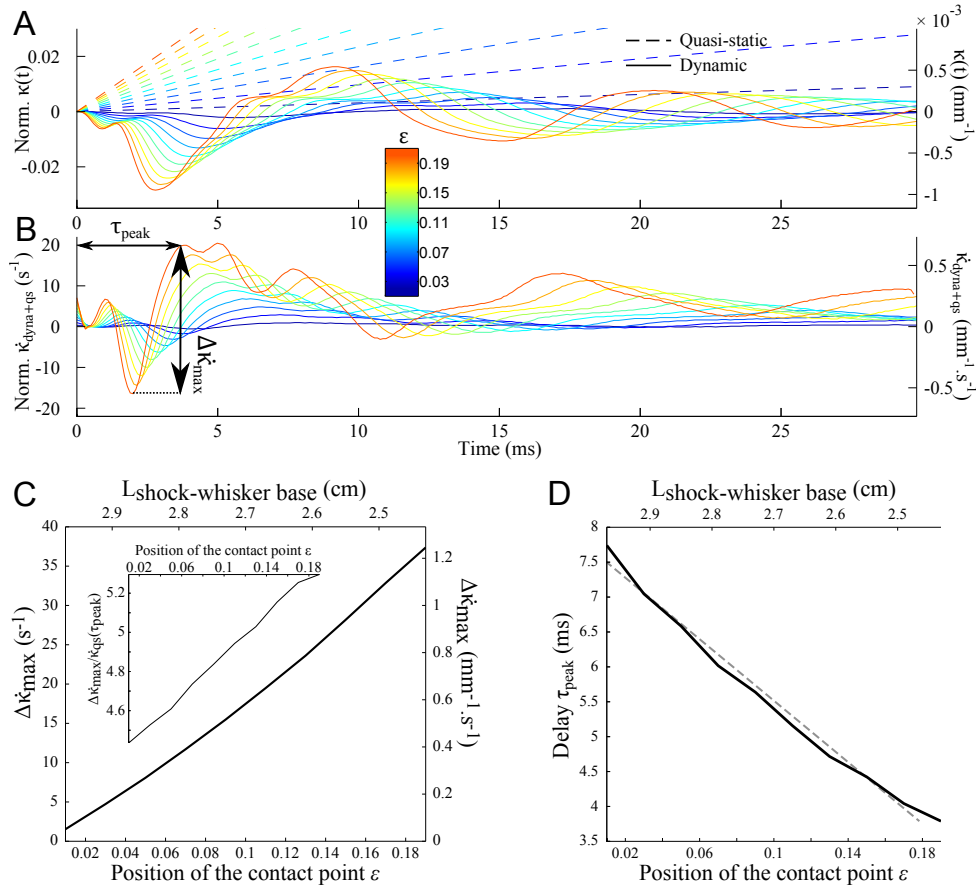 A
× 10⁻³
Norm. κ(t)
0.02
0
-0.02
Quasi-static
Dynamic
κ(t) (mm⁻¹)
0.5
0
-0.5
-1
0 5 10 15 20 25
ε
0.19
0.15
0.11
0.07
0.03
B
τpeak
Norm. κ̇dyna+qs (s⁻¹)
20
10
0
-10
-20
Δκ̇max
κ̇dyna+qs (mm⁻¹.s⁻¹)
0.5
0
-0.5
0 5 10 15 20 25
Time (ms)
C
Lshock-whisker base (cm)
2.9 2.8 2.7 2.6 2.5
Δκ̇max (s⁻¹)
40
35
30
25
20
15
10
5
0
Position of the contact point ε
0.02 0.06 0.1 0.14 0.18
Δκ̇max/κ̇qs(τpeak)
5.2
5
4.8
4.6
Δκ̇max (mm⁻¹.s⁻¹)
1.2
1
0.8
0.6
0.4
0.2
0
0.02 0.04 0.06 0.08 0.1 0.12 0.14 0.16 0.18
Position of the contact point ε
D
Lshock-whisker base (cm)
2.9 2.8 2.7 2.6 2.5
Delay τpeak (ms)
8
7
6
5
4
3.5
0.02 0.06 0.1 0.14 0.18
Position of the contact point ε